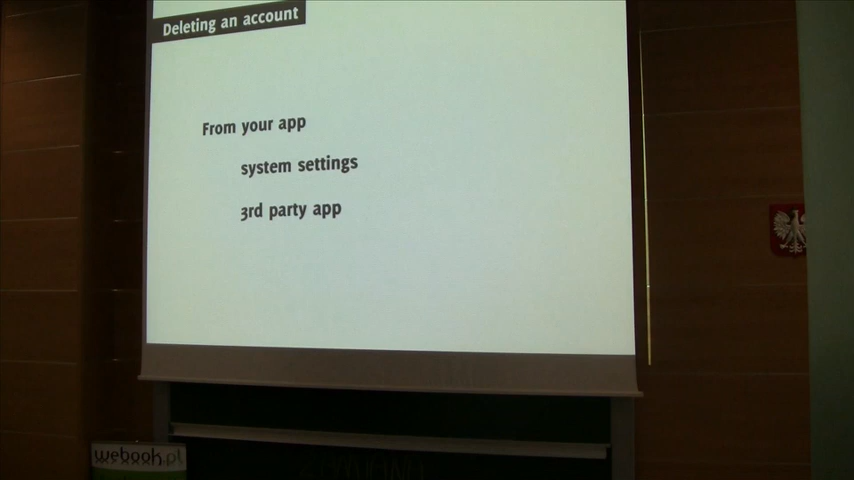 Deleting an account
From your app
system settings
3rd party app
webook.pl